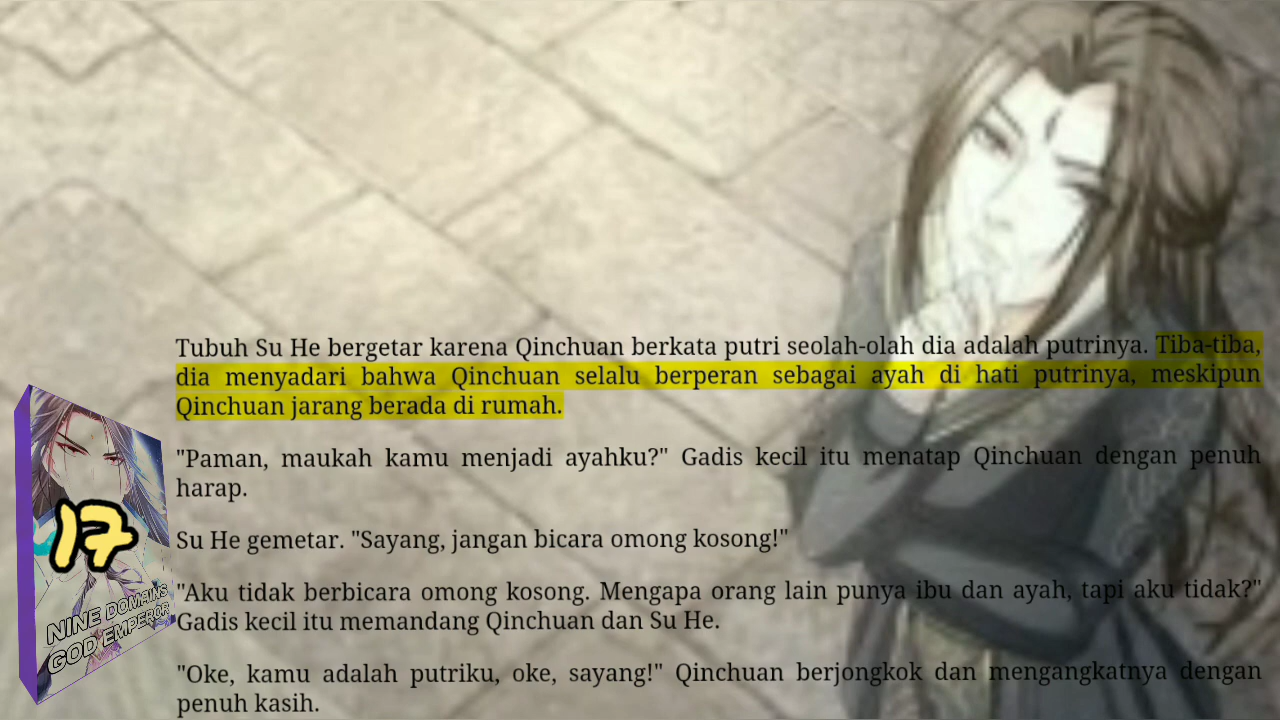 Tubuh Su He bergetar karena Qinchuan berkata putri seolah-olah dia adalah putrinya. Tiba-tiba,
dia menyadari bahwa Qinchuan selalu berperan sebagai ayah di hati putrinya, meskipun
Qinchuan jarang berada di rumah.
"Paman, maukah kamu menjadi ayahku?" Gadis kecil itu menatap Qinchuan dengan penuh
harap.
Su He gemetar. "Sayang, jangan bicara omong kosong!"
"Aku tidak berbicara omong kosong. Mengapa orang lain punya ibu dan ayah, tapi aku tidak?"
Gadis kecil itu memandang Qinchuan dan Su He.
"Oke, kamu adalah putriku, oke, sayang!" Qinchuan berjongkok dan mengangkatnya dengan
penuh kasih.
17
NINE DOMAINS
GOD EMPEROR